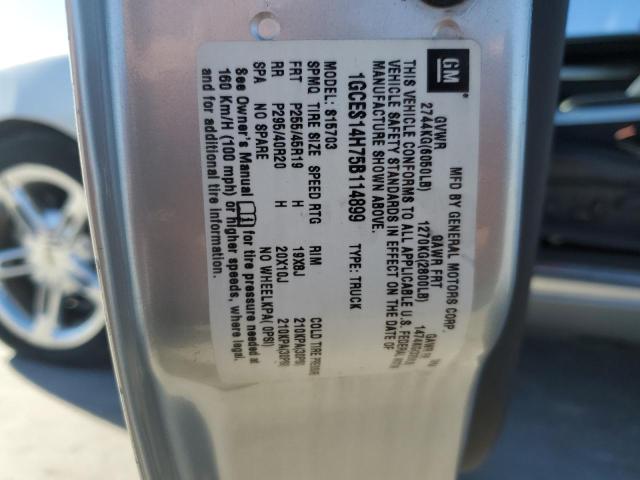 GM
MFD BY GENERAL MOTORS CORP.
GVWR GAWR FRT GAWR RR
2744KG(6050LB) 1270KG(2800LB)
THIS VEHICLE CONFORMS TO ALL APPLICABLE U.S. FEDERAL
VEHICLE SAFETY STANDARDS IN EFFECT ON THE DATE OF
MANUFACTURE SHOWN ABOVE.
1GCES14H75B114899 TYPE: TRUCK
MODEL: S15703
SPMQ TIRE SIZE SPEED RTG RIM COLD TIRE PRESSURE
FRT P255/45R19 H 19X8J 210KPA(30PSI)
RR P295/40R20 H 20X10J 210KPA(30PSI)
SPA NO SPARE NO WHEEL KPA( 0PSI)
See Owner's Manual for tire pressure needed at
160 Km/H (100 mph) or higher speeds, where legal,
and for additional tire information.